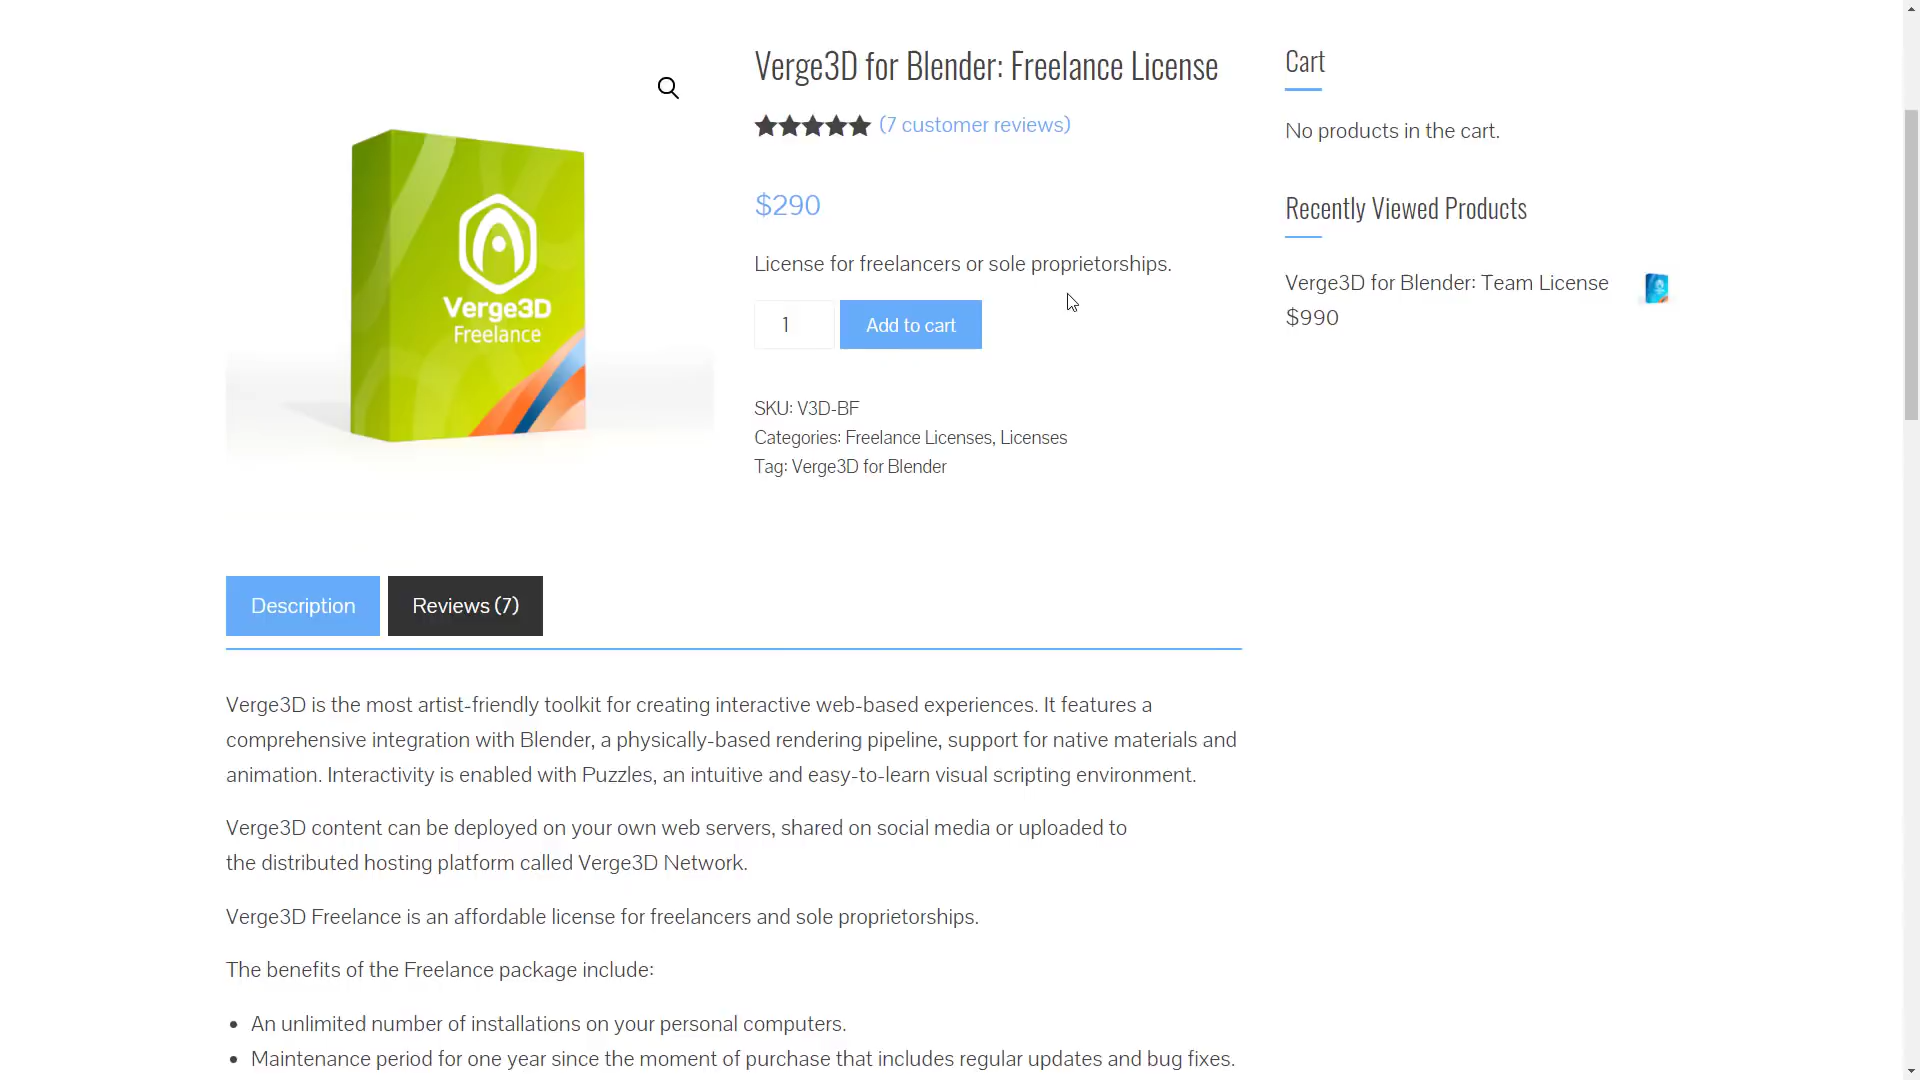 Verge3D for Blender: Freelance License
(7 customer reviews)
$290
License for freelancers or sole proprietorships.
1
Add to cart
SKU: V3D-BF
Categories: Freelance Licenses, Licenses
Tag: Verge3D for Blender
Verge3D
Freelance
Cart
No products in the cart.
Recently Viewed Products
Verge3D for Blender: Team License
$990
Description
Reviews (7)
Verge3D is the most artist-friendly toolkit for creating interactive web-based experiences. It features a
comprehensive integration with Blender, a physically-based rendering pipeline, support for native materials and
animation. Interactivity is enabled with Puzzles, an intuitive and easy-to-learn visual scripting environment.
Verge3D content can be deployed on your own web servers, shared on social media or uploaded to
the distributed hosting platform called Verge3D Network.
Verge3D Freelance is an affordable license for freelancers and sole proprietorships.
The benefits of the Freelance package include:
• An unlimited number of installations on your personal computers.
• Maintenance period for one year since the moment of purchase that includes regular updates and bug fixes.